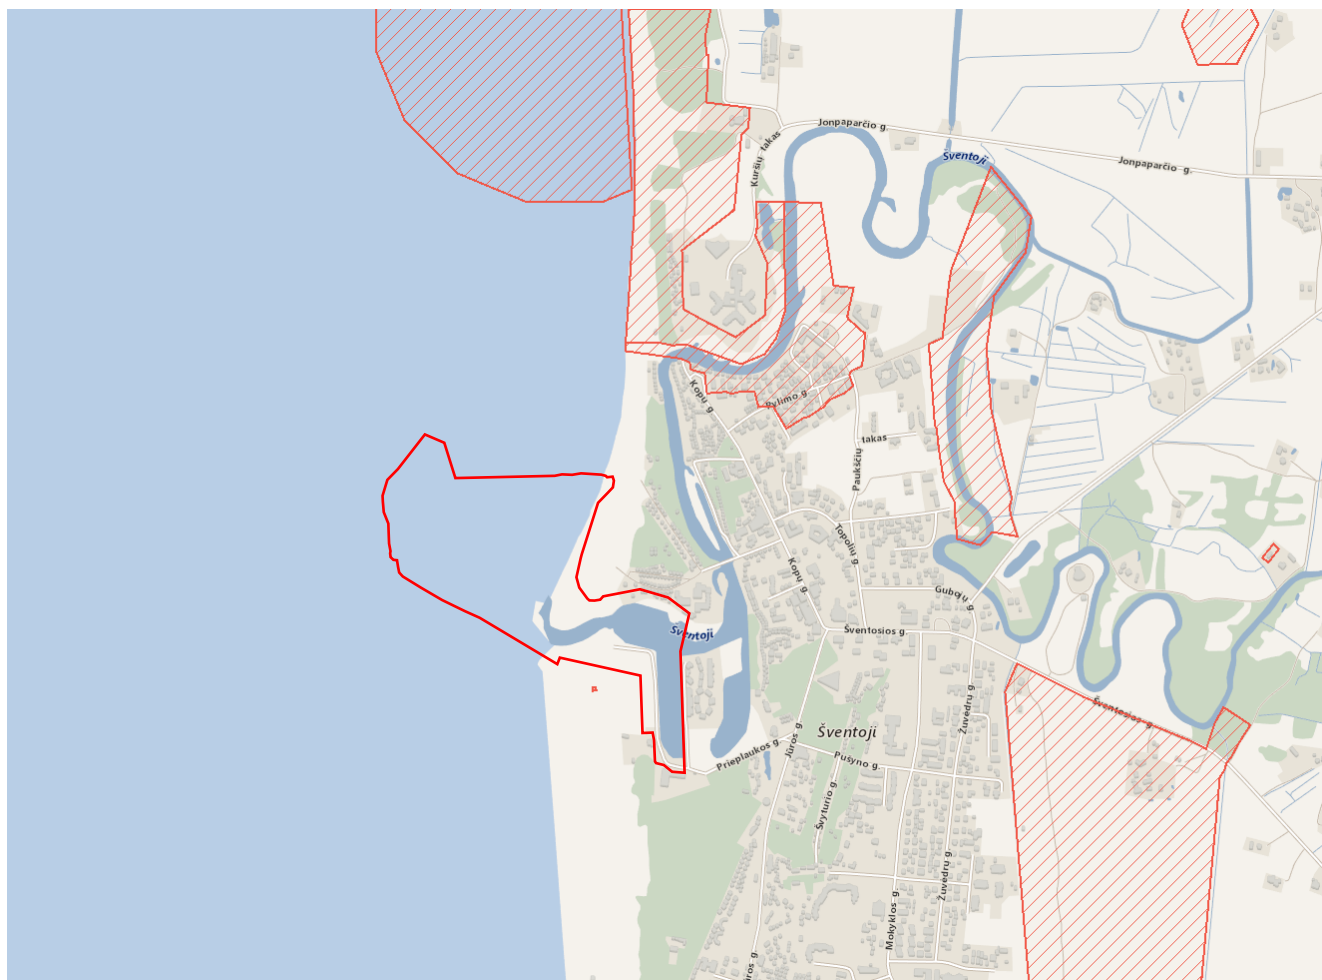 Jonpaparčio g.
Kuršių takas
Šventoji
Jonpaparčio g.
Kopų g.
Pylimo g.
Paukščių takas
Topolių g.
Kopų g.
Gubojų g.
Šventoji
Šventosios g.
Žuvėdrų g.
Šventosios g.
Šventoji
Jūros g.
Prieplaukos g.
Pušyno g.
Švyturio g.
Žuvėdrų g.
Mokyklos g.
ūros g.